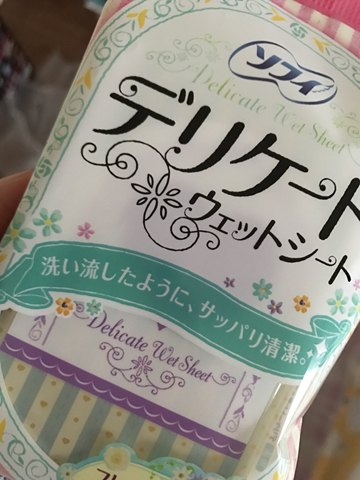 ソフィ
Delicate Wet Sheet
デリケート
ウェットシート
洗い流したように、サッパリ清潔。
Delicate Wet Sheet